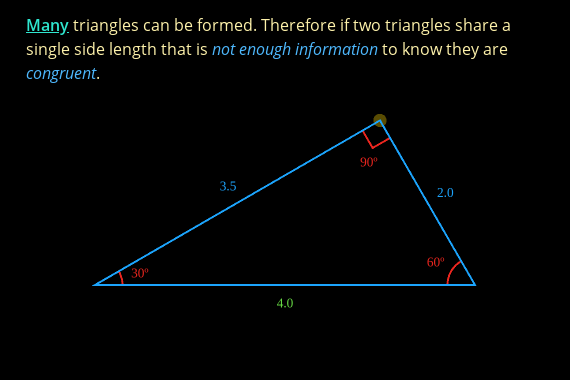 Many triangles can be formed. Therefore if two triangles share a
single side length that is not enough information to know they are
congruent.
90º
3.5
2.0
60º
30º
4.0